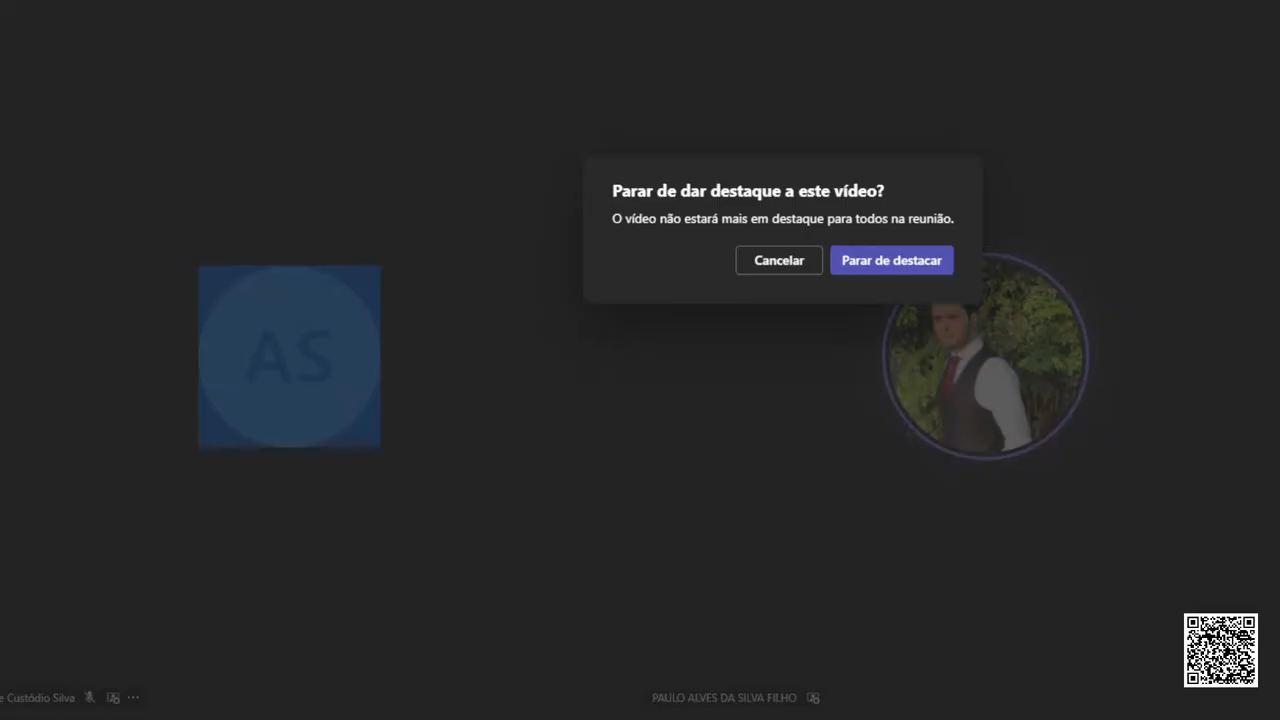 Parar de dar destaque a este vídeo?
O vídeo não estará mais em destaque para todos na reunião.
Cancelar Parar de destacar
AS
e Custódio Silva
PAULO ALVES DA SILVA FILHO